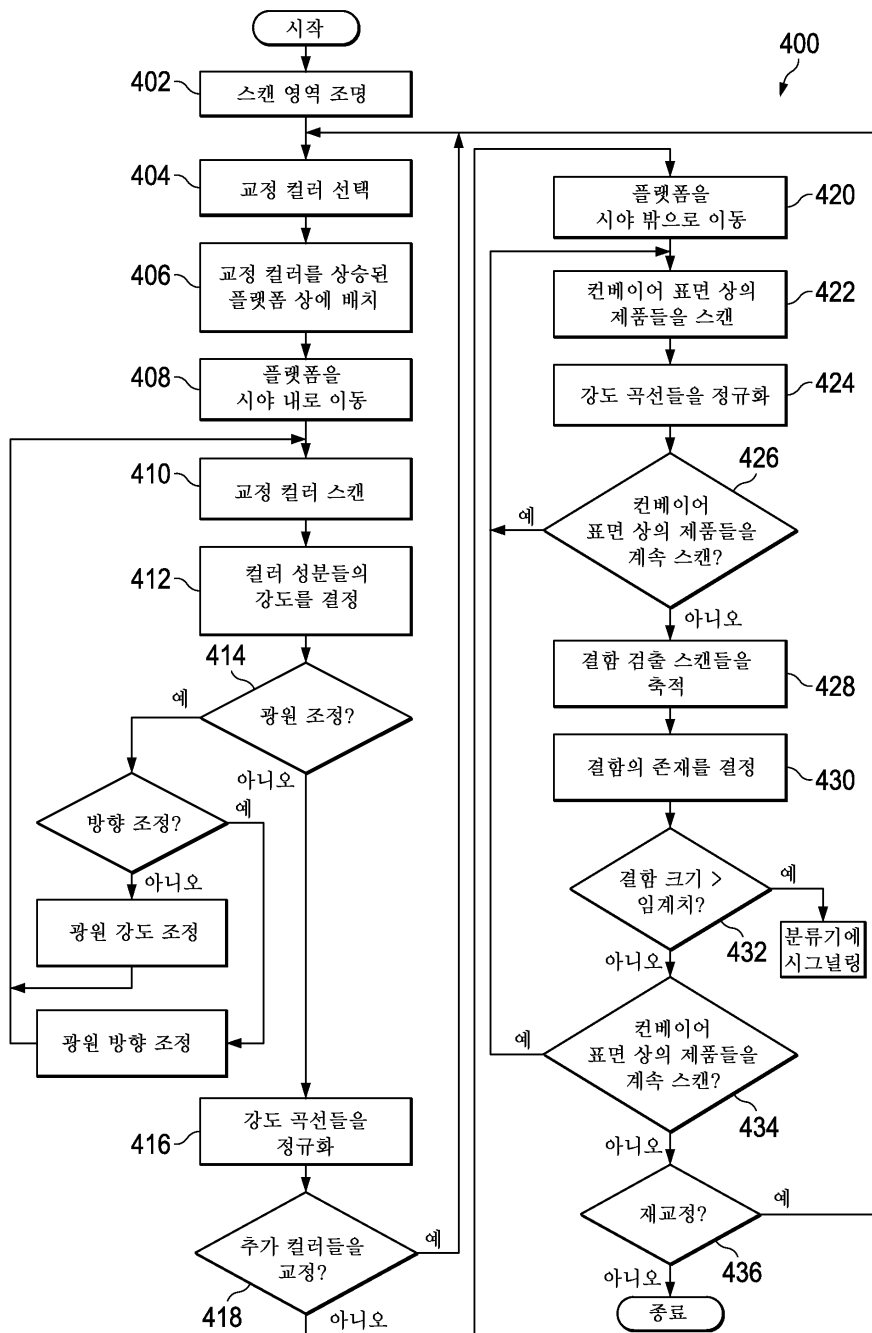 시작
400
402
스캔 영역 조명
404
교정 컬러 선택
406
교정 컬러를 상승된
플랫폼 상에 배치
408
플랫폼을
시야 내로 이동
410
교정 컬러 스캔
412
컬러 성분들의
강도를 결정
414
광원 조정?
예
아니오
방향 조정?
예
아니오
광원 강도 조정
광원 방향 조정
416
강도 곡선들을
정규화
추가 컬러들을
교정?
예
418
아니오
플랫폼을
시야 밖으로 이동
420
컨베이어 표면 상의
제품들을 스캔
422
강도 곡선들을 정규화
424
426
컨베이어
표면 상의 제품들을
계속 스캔?
예
아니오
결함 검출 스캔들을
축적
428
결함의 존재를 결정
430
결함 크기 >
임계치?
예
432
아니오
분류기에
시그널링
컨베이어
표면 상의 제품들을
계속 스캔?
예
434
아니오
재교정?
예
436
아니오
종료